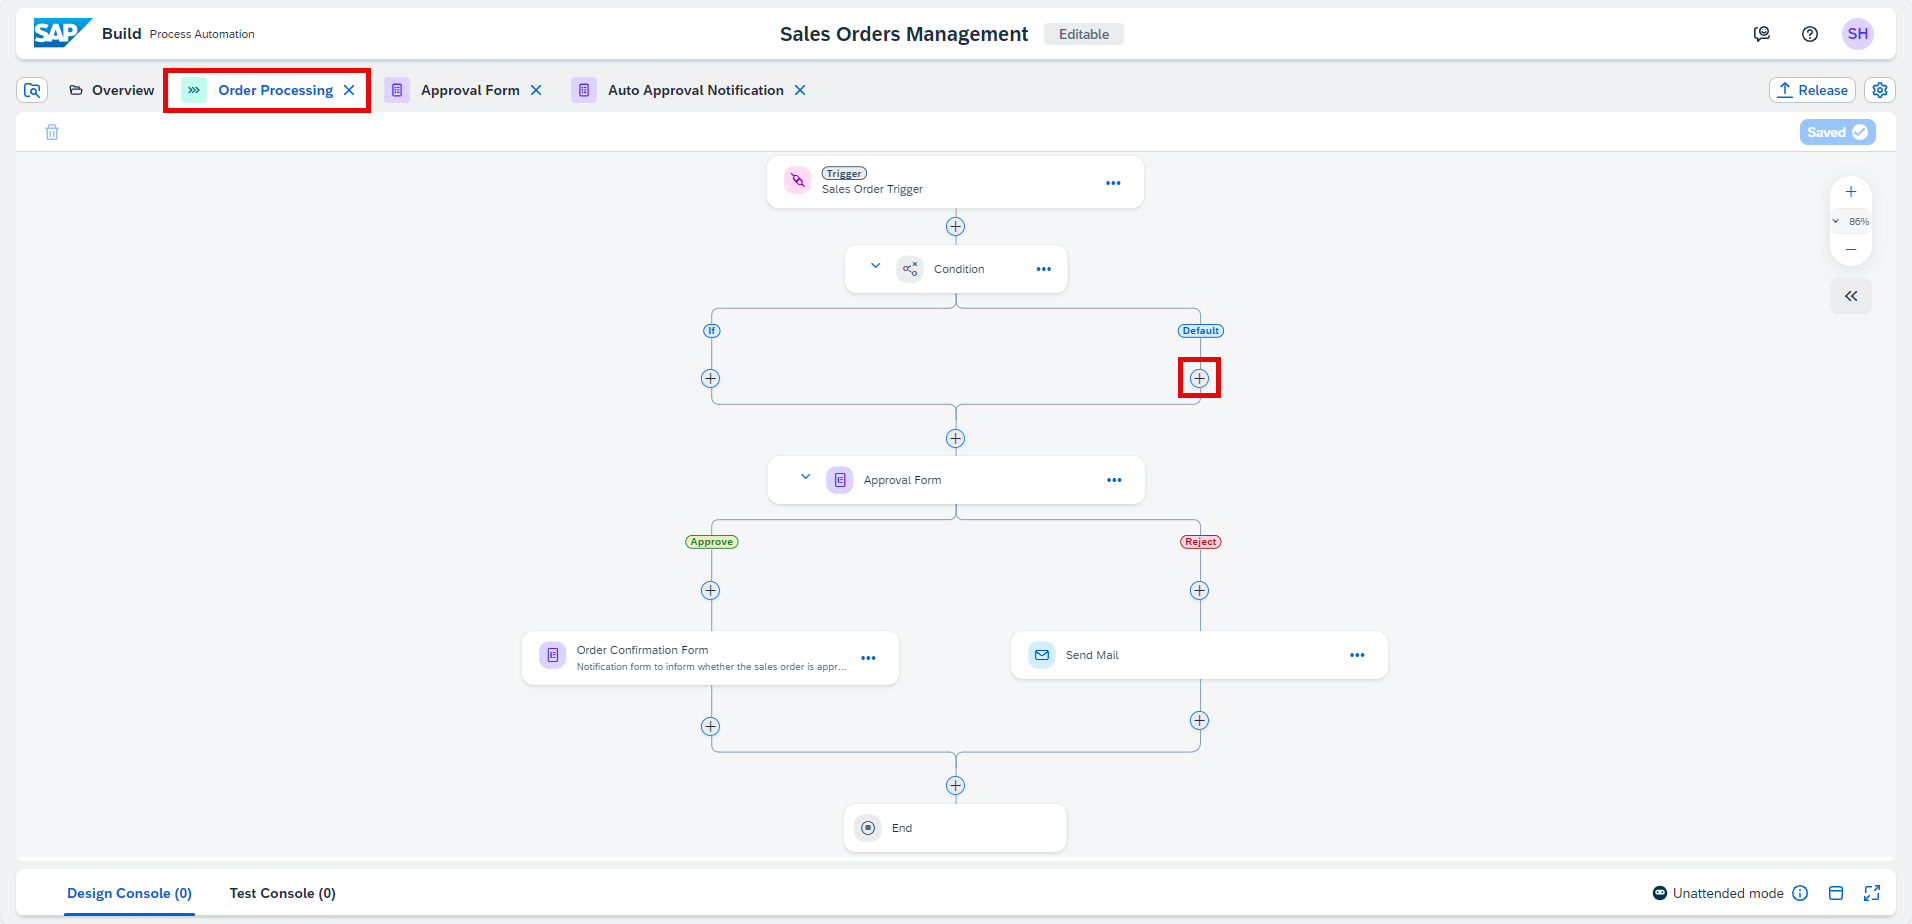 SAP Build Process Automation
Sales Orders Management
Editable
SH
Overview
Order Processing
Approval Form
Auto Approval Notification
Release
Saved
Trigger
Sales Order Trigger
86%
Condition
If
Default
Approval Form
Approve
Reject
Order Confirmation Form
Notification form to inform whether the sales order is appr...
Send Mail
End
Design Console (0)
Test Console (0)
Unattended mode